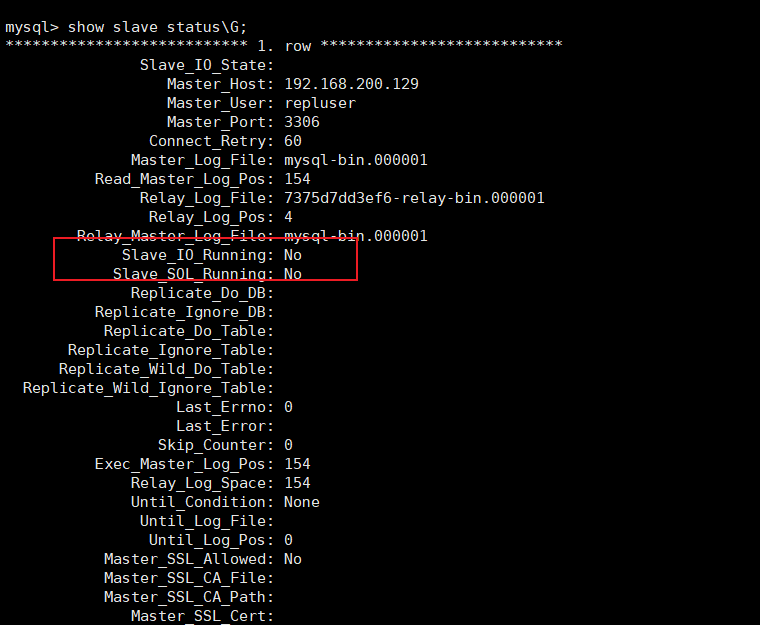 mysql> show slave status\G;
*************************** 1. row ***************************
Slave_IO_State:
Master_Host: 192.168.200.129
Master_User: repluser
Master_Port: 3306
Connect_Retry: 60
Master_Log_File: mysql-bin.000001
Read_Master_Log_Pos: 154
Relay_Log_File: 7375d7dd3ef6-relay-bin.000001
Relay_Log_Pos: 4
Relay_Master_Log_File: mysql-bin.000001
Slave_IO_Running: No
Slave_SQL_Running: No
Replicate_Do_DB:
Replicate_Ignore_DB:
Replicate_Do_Table:
Replicate_Ignore_Table:
Replicate_Wild_Do_Table:
Replicate_Wild_Ignore_Table:
Last_Errno: 0
Last_Error:
Skip_Counter: 0
Exec_Master_Log_Pos: 154
Relay_Log_Space: 154
Until_Condition: None
Until_Log_File:
Until_Log_Pos: 0
Master_SSL_Allowed: No
Master_SSL_CA_File:
Master_SSL_CA_Path:
Master_SSL_Cert: